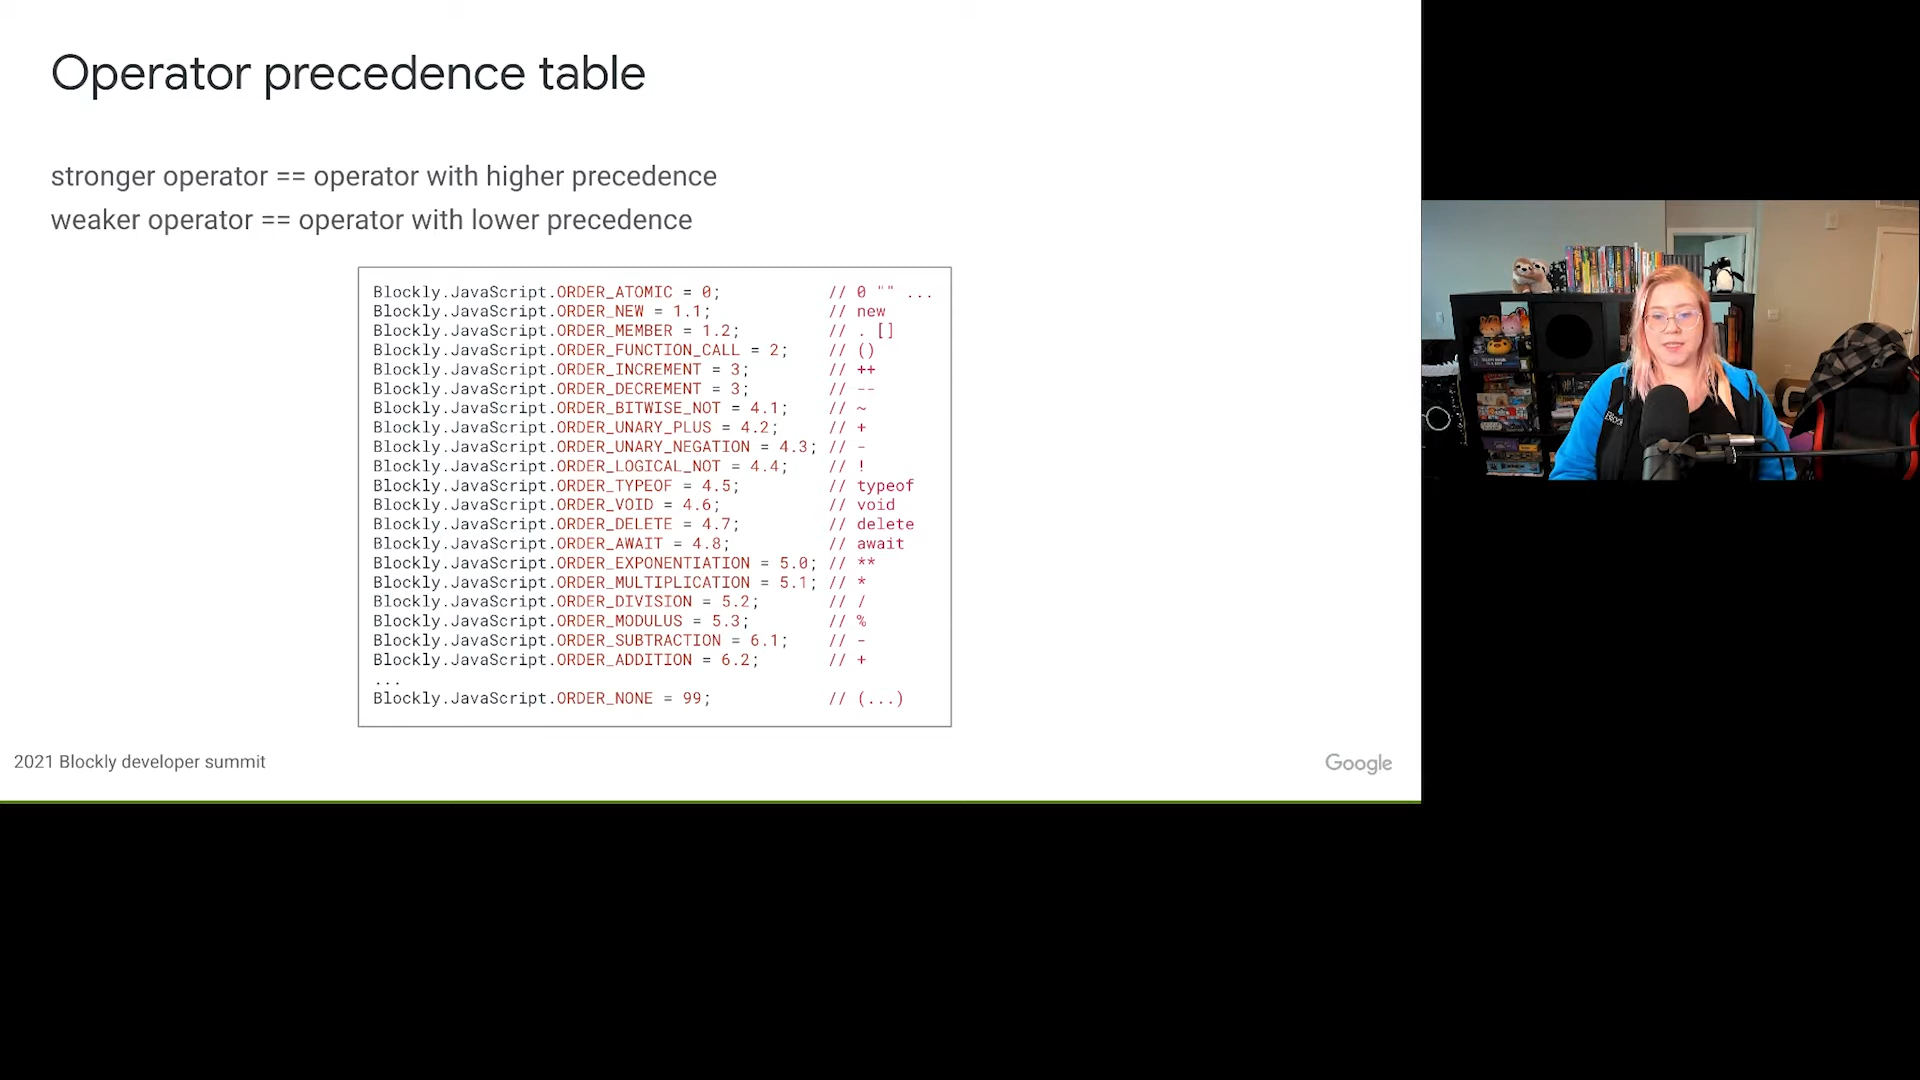 Operator precedence table
stronger operator == operator with higher precedence
weaker operator == operator with lower precedence
Blockly.JavaScript.ORDER_ATOMIC = 0; // 0 "" ...
Blockly.JavaScript.ORDER_NEW = 1.1; // new
Blockly.JavaScript.ORDER_MEMBER = 1.2; // . []
Blockly.JavaScript.ORDER_FUNCTION_CALL = 2; // ()
Blockly.JavaScript.ORDER_INCREMENT = 3; // ++
Blockly.JavaScript.ORDER_DECREMENT = 3; // --
Blockly.JavaScript.ORDER_BITWISE_NOT = 4.1; // ~
Blockly.JavaScript.ORDER_UNARY_PLUS = 4.2; // +
Blockly.JavaScript.ORDER_UNARY_NEGATION = 4.3; // -
Blockly.JavaScript.ORDER_LOGICAL_NOT = 4.4; // !
Blockly.JavaScript.ORDER_TYPEOF = 4.5; // typeof
Blockly.JavaScript.ORDER_VOID = 4.6; // void
Blockly.JavaScript.ORDER_DELETE = 4.7; // delete
Blockly.JavaScript.ORDER_AWAIT = 4.8; // await
Blockly.JavaScript.ORDER_EXPONENTIATION = 5.0; // **
Blockly.JavaScript.ORDER_MULTIPLICATION = 5.1; // *
Blockly.JavaScript.ORDER_DIVISION = 5.2; // /
Blockly.JavaScript.ORDER_MODULUS = 5.3; // %
Blockly.JavaScript.ORDER_SUBTRACTION = 6.1; // -
Blockly.JavaScript.ORDER_ADDITION = 6.2; // +
...
Blockly.JavaScript.ORDER_NONE = 99; // (...)
2021 Blockly developer summit
Google